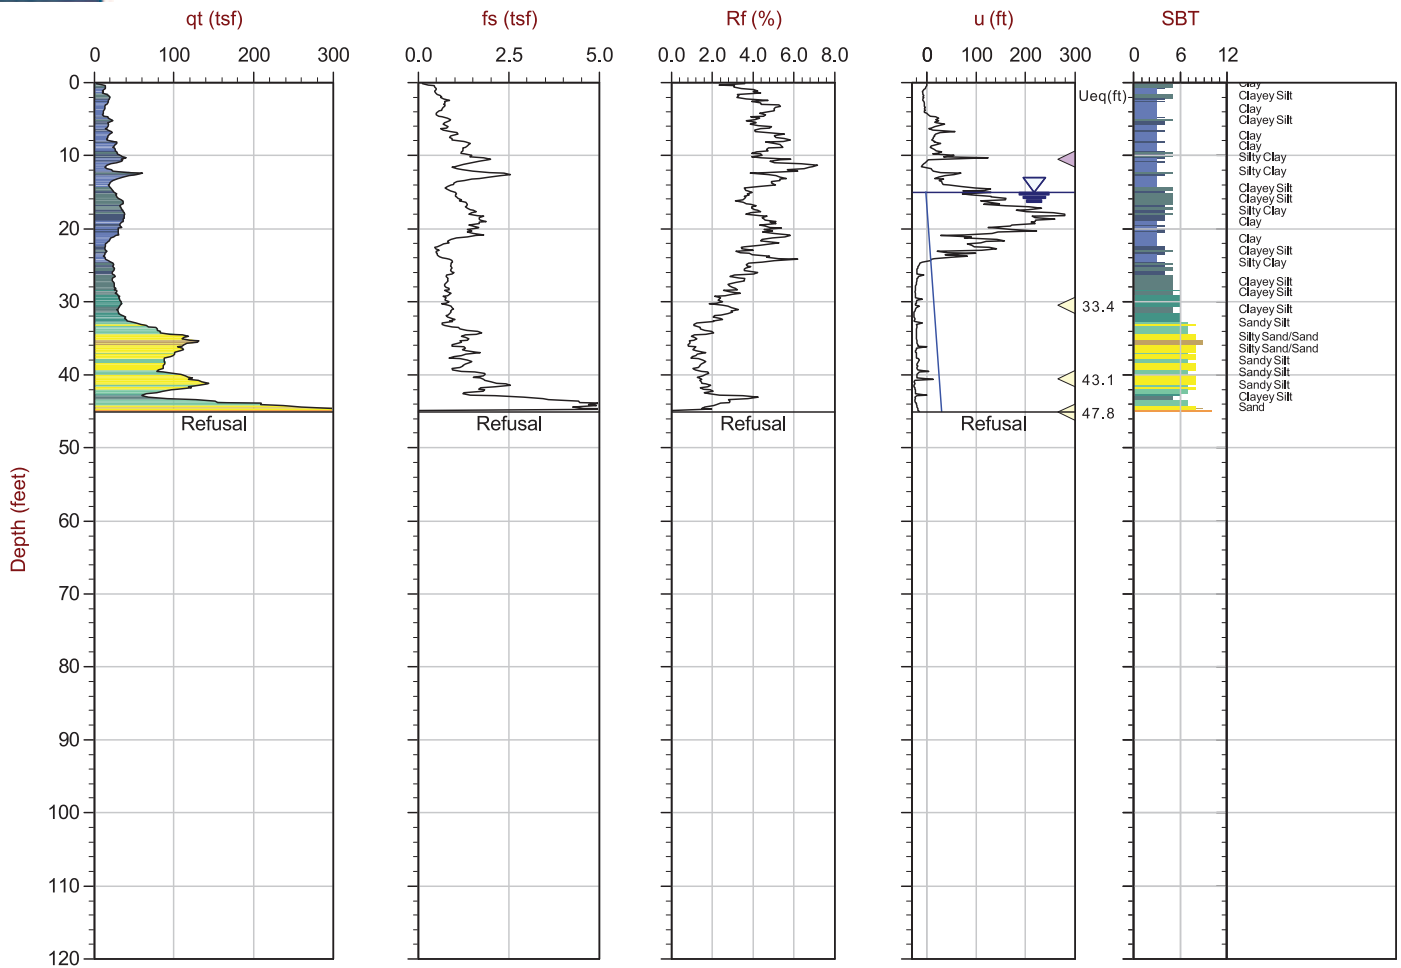 qt (tsf) fs (tsf) Rf (%) u (ft) SBT
0 100 200 300 0.0 2.5 5.0 0.0 2.0 4.0 6.0 8.0 0 100 200 300 0 6 12
0
10
20
30
40
50
60
70
80
90
100
110
120
Depth (feet)
Refusal Refusal Refusal Refusal
Ueq(ft)
33.4
43.1
47.8
Clay
Clayey Silt
Clay
Clayey Silt
Clay
Clay
Silty Clay
Silty Clay
Clayey Silt
Clayey Silt
Silty Clay
Clay
Clay
Clayey Silt
Silty Clay
Clayey Silt
Clayey Silt
Clayey Silt
Sandy Silt
Silty Sand/Sand
Silty Sand/Sand
Sandy Silt
Sandy Silt
Sandy Silt
Clayey Silt
Sand